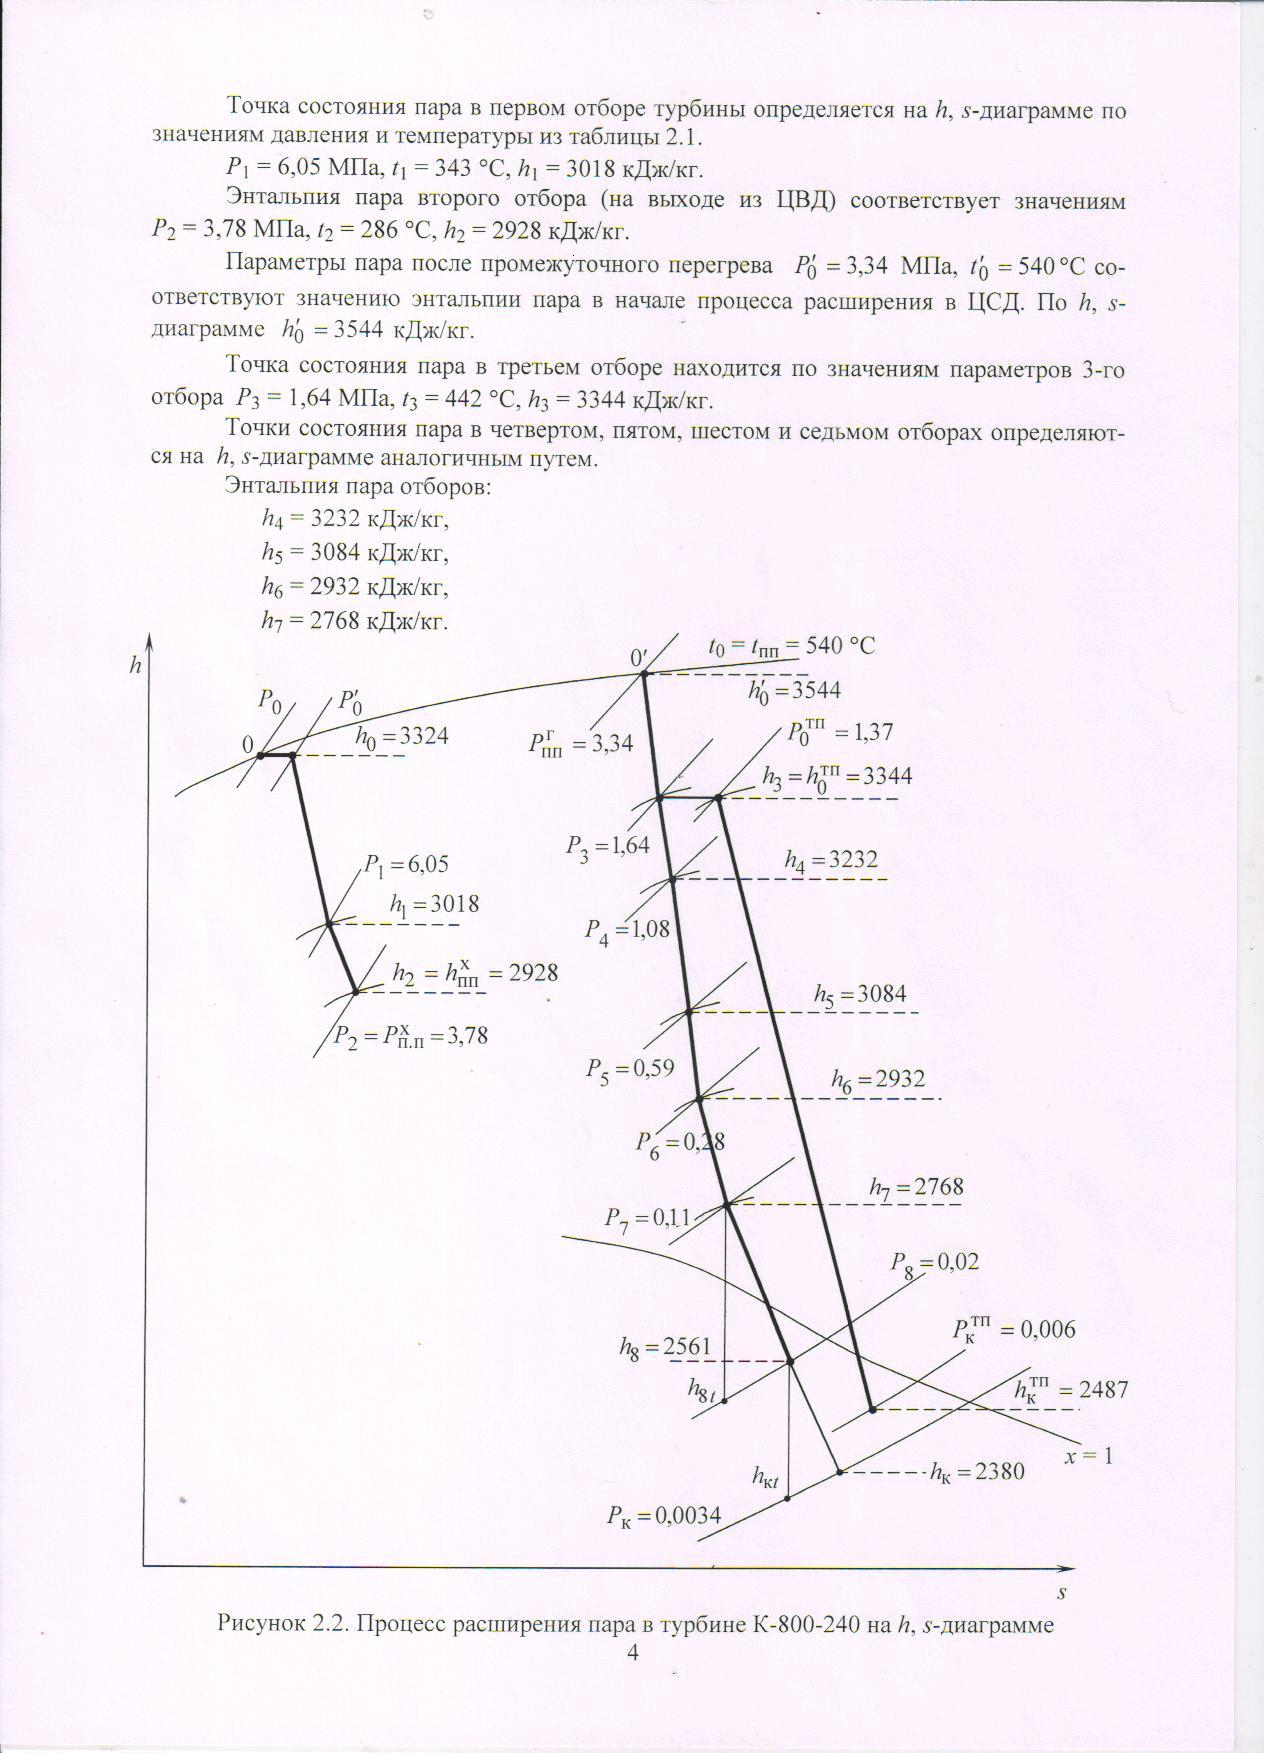 Точка состояния пара в первом отборе турбины определяется на h, s-диаграмме по
значениям давления и температуры из таблицы 2.1.
P₁ = 6,05 МПа, t₁ = 343 °С, h₁ = 3018 кДж/кг.
Энтальпия пара второго отбора (на выходе из ЦВД) соответствует значениям
P₂ = 3,78 МПа, t₂ = 286 °С, h₂ = 2928 кДж/кг.
Параметры пара после промежуточного перегрева P′₀ = 3,34 МПа, t′₀ = 540 °С со-
ответствуют значению энтальпии пара в начале процесса расширения в ЦСД. По h, s-
диаграмме h′₀ = 3544 кДж/кг.
Точка состояния пара в третьем отборе находится по значениям параметров 3-го
отбора P₃ = 1,64 МПа, t₃ = 442 °С, h₃ = 3344 кДж/кг.
Точки состояния пара в четвертом, пятом, шестом и седьмом отборах определяют-
ся на h, s-диаграмме аналогичным путем.
Энтальпия пара отборов:
h₄ = 3232 кДж/кг,
h₅ = 3084 кДж/кг,
h₆ = 2932 кДж/кг,
h₇ = 2768 кДж/кг.
h
0′
t₀ = tпп = 540 °С
h′₀ = 3544
P₀
P′₀
0
h₀ = 3324
Pгпп = 3,34
P₀ᵀᴾ = 1,37
h₃ = h₀ᵀᴾ = 3344
P₃ = 1,64
h₄ = 3232
P₁ = 6,05
h₁ = 3018
P₄ = 1,08
h₂ = hхпп = 2928
h₅ = 3084
P₂ = Pхп.п = 3,78
P₅ = 0,59
h₆ = 2932
P₆ = 0,28
h₇ = 2768
P₇ = 0,11
P₈ = 0,02
Pктп = 0,006
h₈ = 2561
h₈t
hктп = 2487
x = 1
hкt
hк = 2380
Pк = 0,0034
s
Рисунок 2.2. Процесс расширения пара в турбине К-800-240 на h, s-диаграмме
4